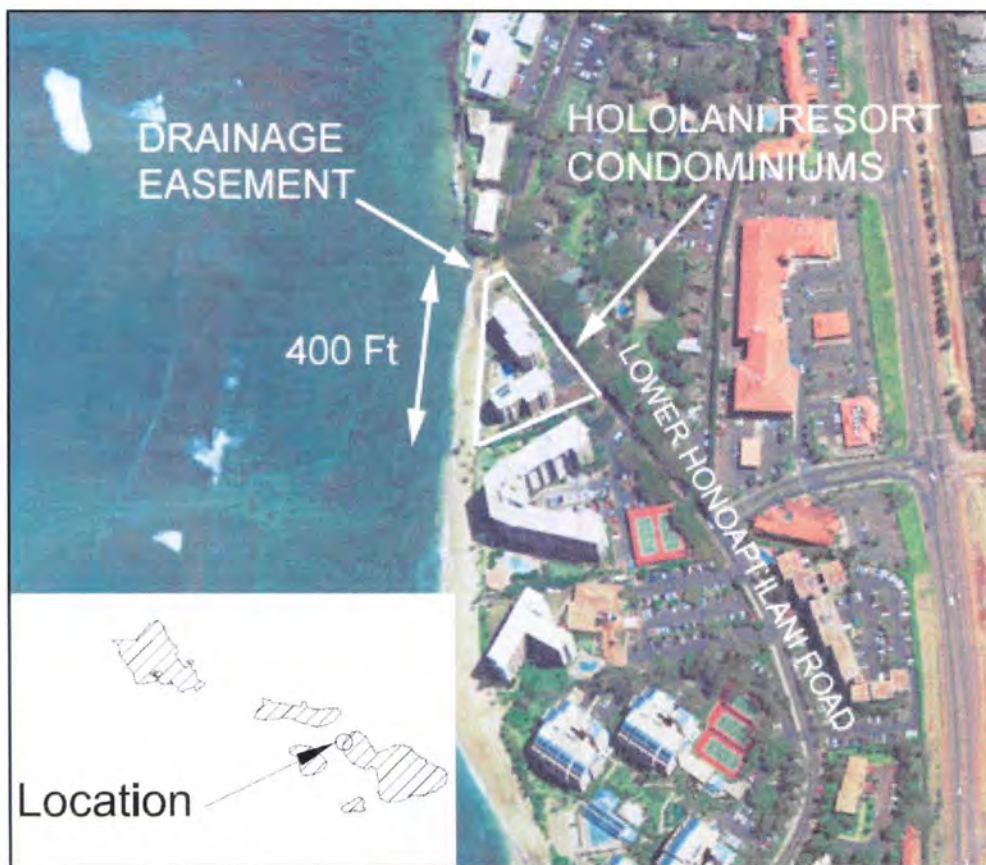 DRAINAGE
EASEMENT
HOLOLANI RESORT
CONDOMINIUMS
400 Ft
LOWER HONOAPIILANI ROAD
Location